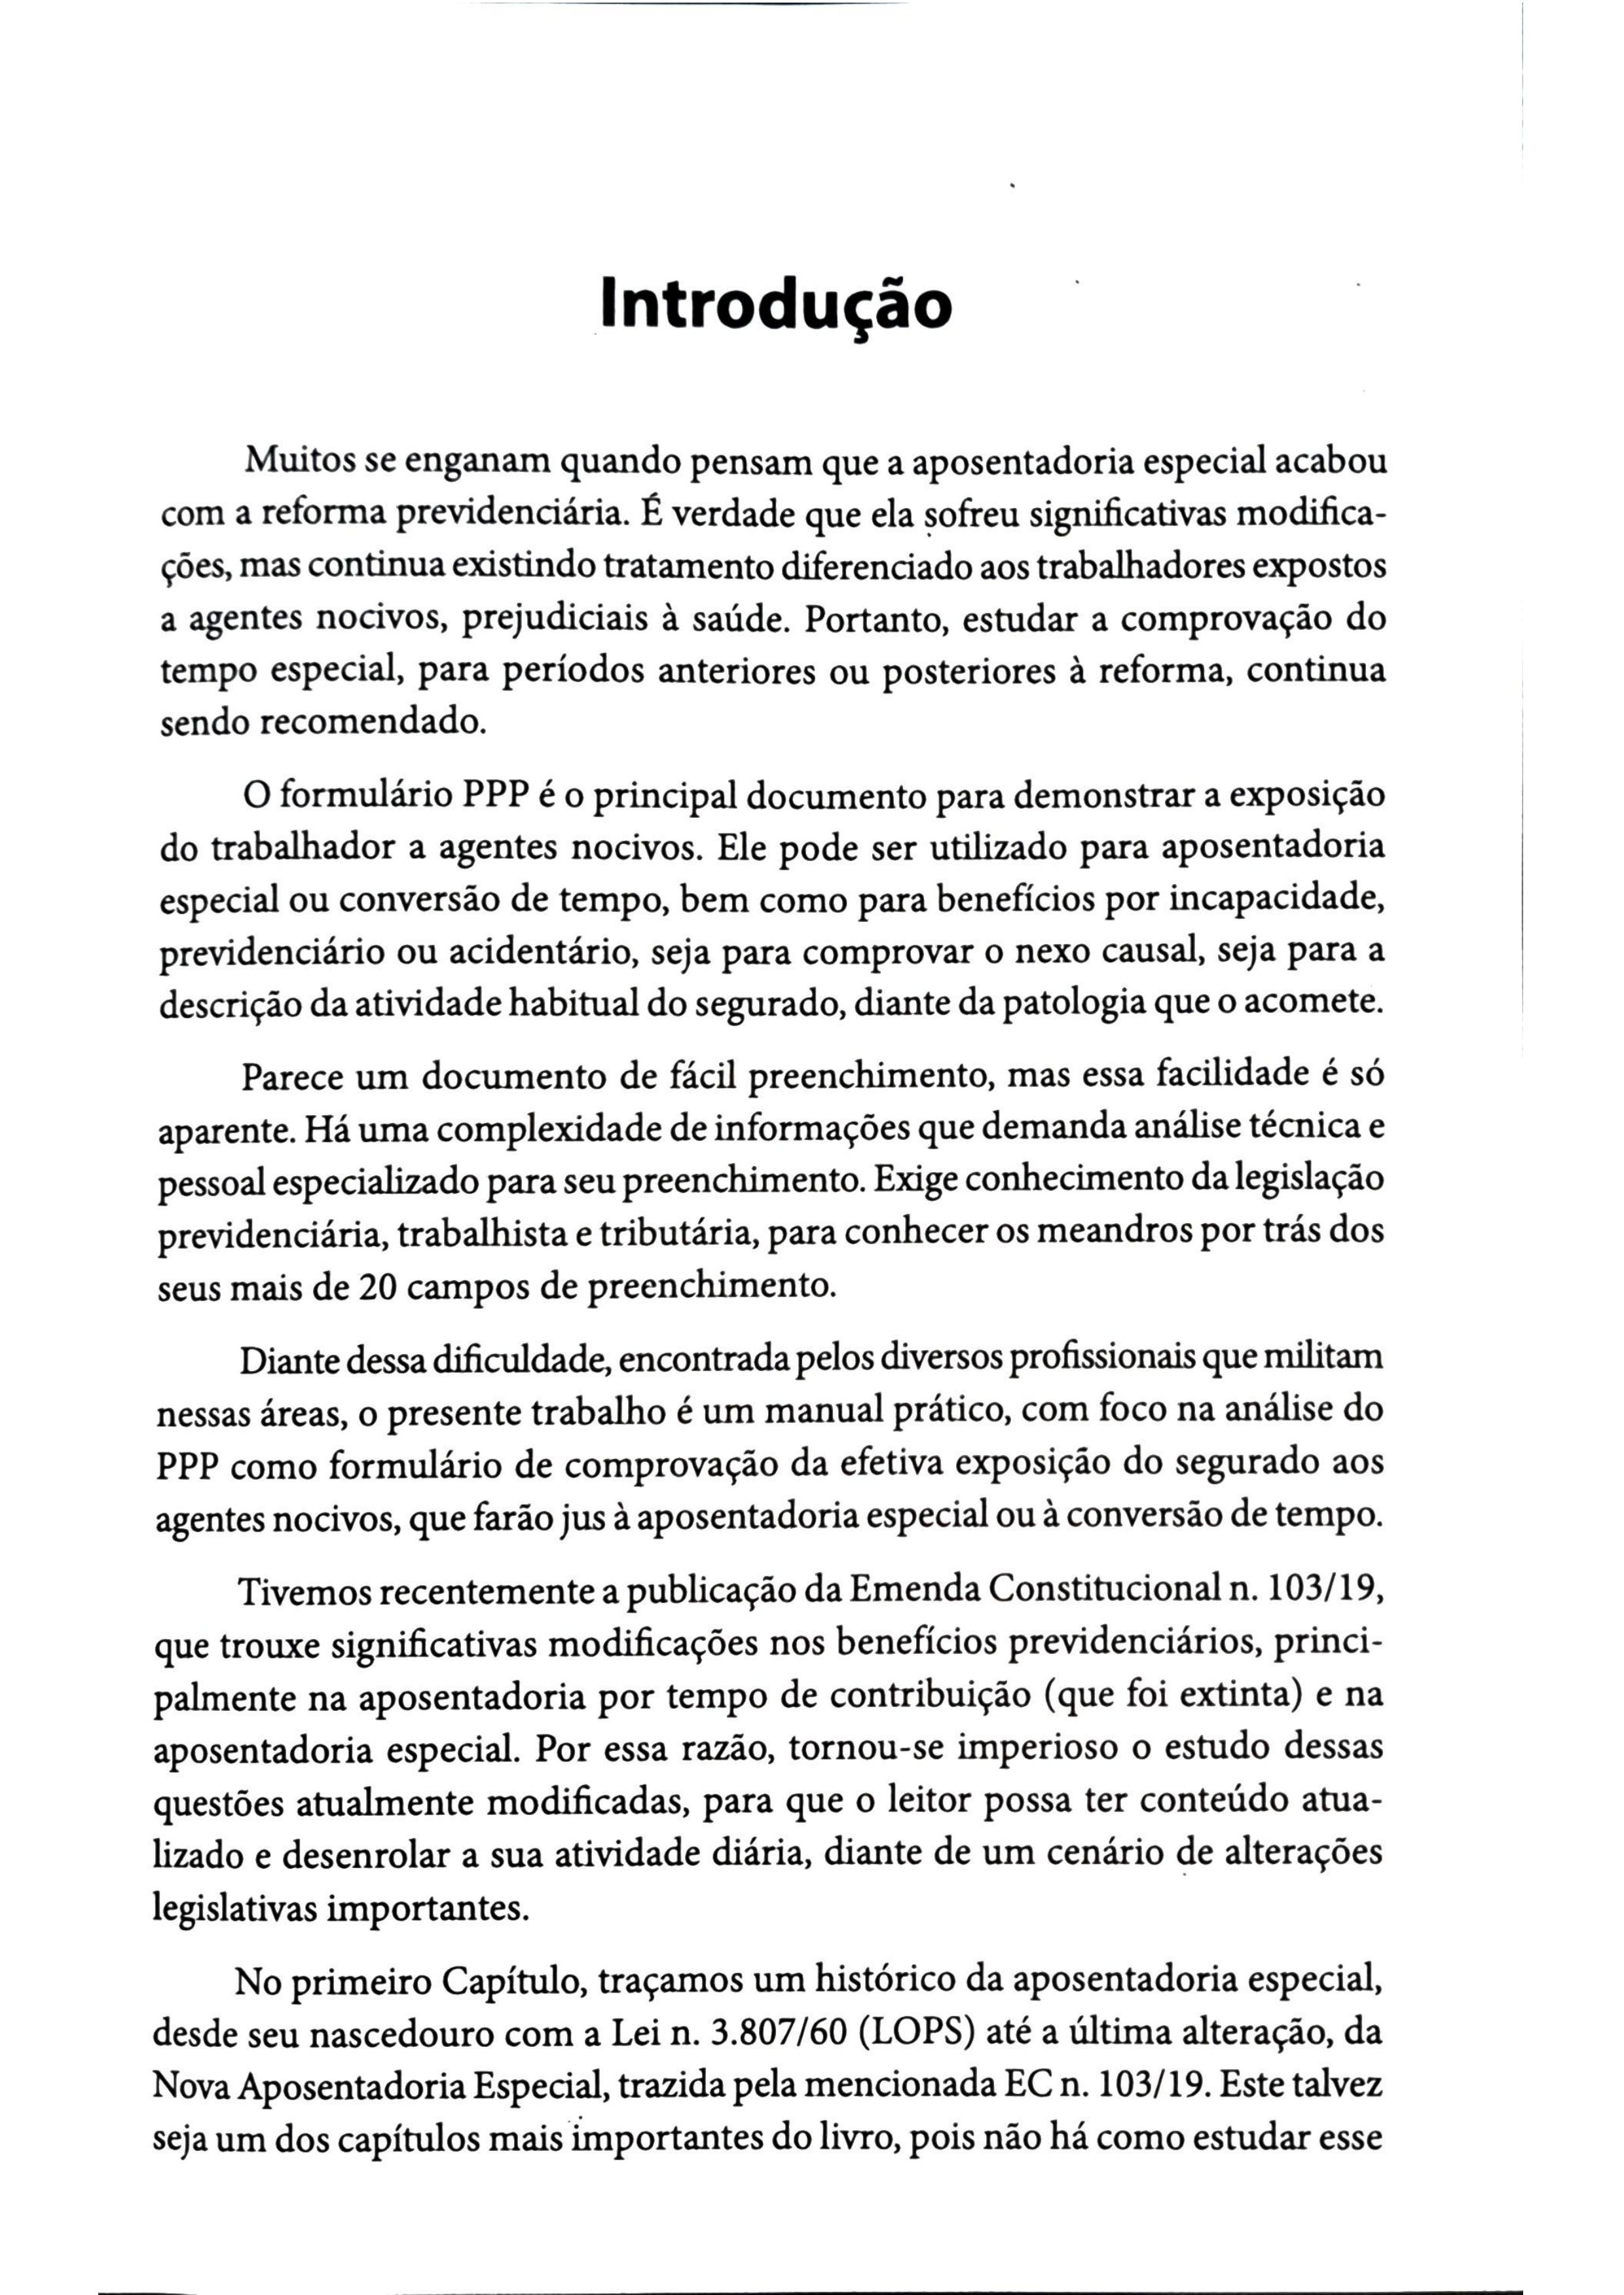 Introdução
Muitos se enganam quando pensam que a aposentadoria especial acabou
com a reforma previdenciária. É verdade que ela sofreu significativas modifica-
ções, mas continua existindo tratamento diferenciado aos trabalhadores expostos
a agentes nocivos, prejudiciais à saúde. Portanto, estudar a comprovação do
tempo especial, para períodos anteriores ou posteriores à reforma, continua
sendo recomendado.
O formulário PPP é o principal documento para demonstrar a exposição
do trabalhador a agentes nocivos. Ele pode ser utilizado para aposentadoria
especial ou conversão de tempo, bem como para benefícios por incapacidade,
previdenciário ou acidentário, seja para comprovar o nexo causal, seja para a
descrição da atividade habitual do segurado, diante da patologia que o acomete.
Parece um documento de fácil preenchimento, mas essa facilidade é só
aparente. Há uma complexidade de informações que demanda análise técnica e
pessoal especializado para seu preenchimento. Exige conhecimento da legislação
previdenciária, trabalhista e tributária, para conhecer os meandros por trás dos
seus mais de 20 campos de preenchimento.
Diante dessa dificuldade, encontrada pelos diversos profissionais que militam
nessas áreas, o presente trabalho é um manual prático, com foco na análise do
PPP como formulário de comprovação da efetiva exposição do segurado aos
agentes nocivos, que farão jus à aposentadoria especial ou à conversão de tempo.
Tivemos recentemente a publicação da Emenda Constitucional n. 103/19,
que trouxe significativas modificações nos benefícios previdenciários, princi-
palmente na aposentadoria por tempo de contribuição (que foi extinta) e na
aposentadoria especial. Por essa razão, tornou-se imperioso o estudo dessas
questões atualmente modificadas, para que o leitor possa ter conteúdo atua-
lizado e desenrolar a sua atividade diária, diante de um cenário de alterações
legislativas importantes.
No primeiro Capítulo, traçamos um histórico da aposentadoria especial,
desde seu nascedouro com a Lei n. 3.807/60 (LOPS) até a última alteração, da
Nova Aposentadoria Especial, trazida pela mencionada EC n. 103/19. Este talvez
seja um dos capítulos mais importantes do livro, pois não há como estudar esse